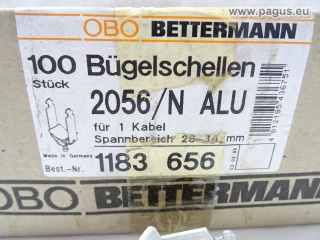 © www.pagus.eu
OBO BETTERMANN
100 Bügelschellen
Stück
2056/N ALU
für 1 Kabel
Spannbereich 28-34 mm
Made in Germany
Best.-Nr. 1183 656
4012195436751
OBO BETTERMANN